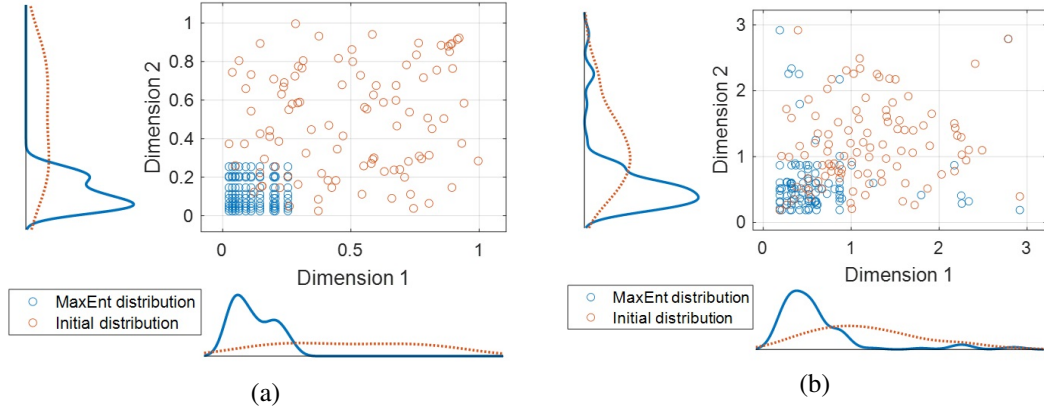 1
0.8
0.6
0.4
0.2
0
Dimension 2
0
0.5
1
Dimension 1
MaxEnt distribution
Initial distribution
(a)
3
2
1
0
Dimension 2
0
1
2
3
Dimension 1
MaxEnt distribution
Initial distribution
(b)